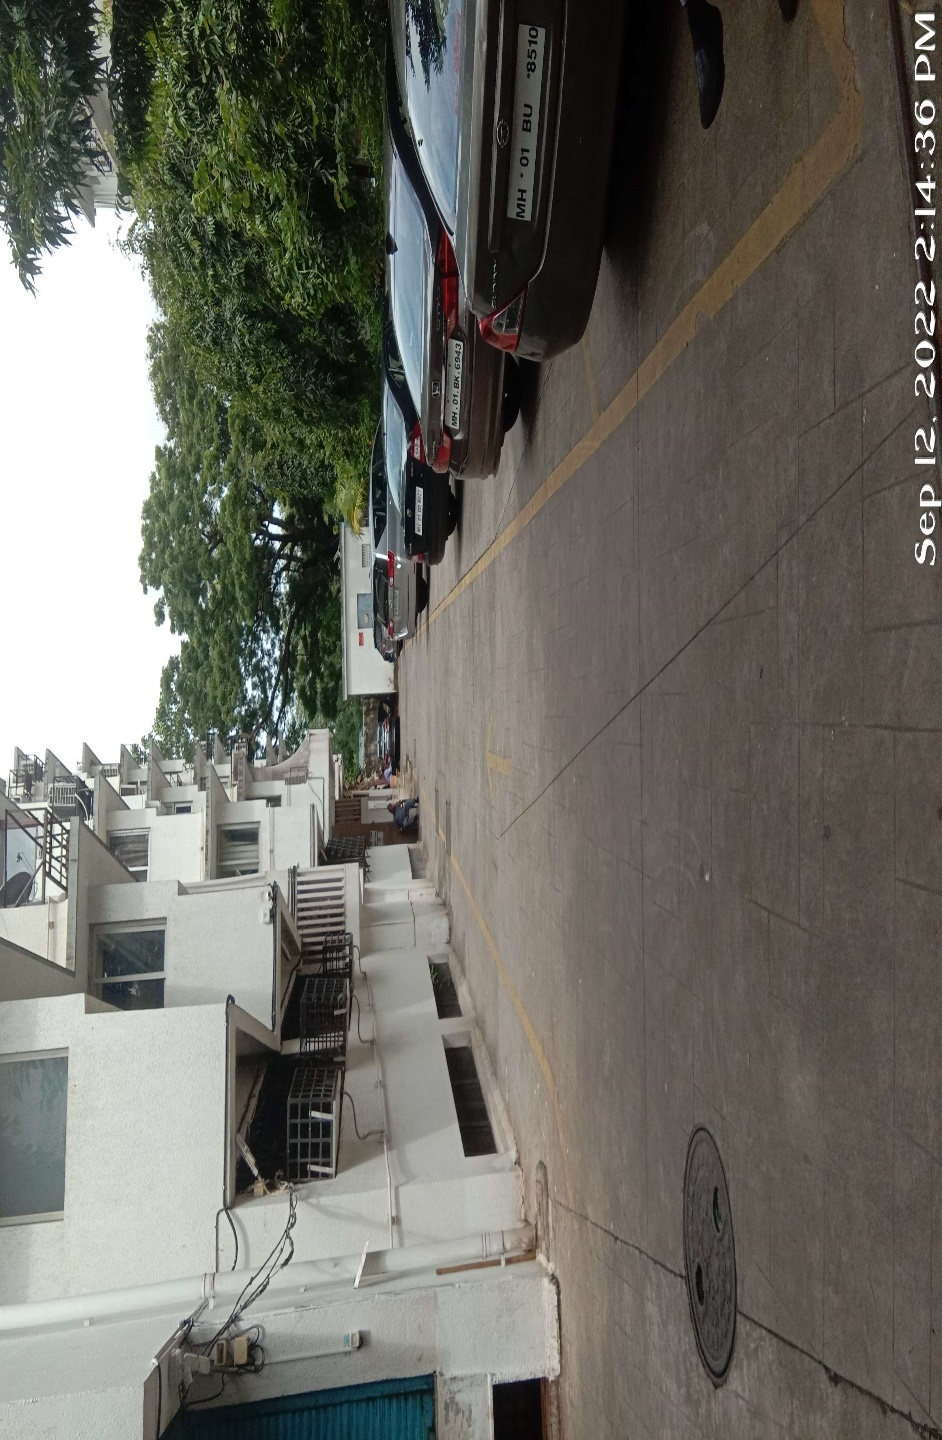 MH · 01 BU ·8510
MH . 01. BK. 6943
Sep 12, 2022 2:14:36 PM